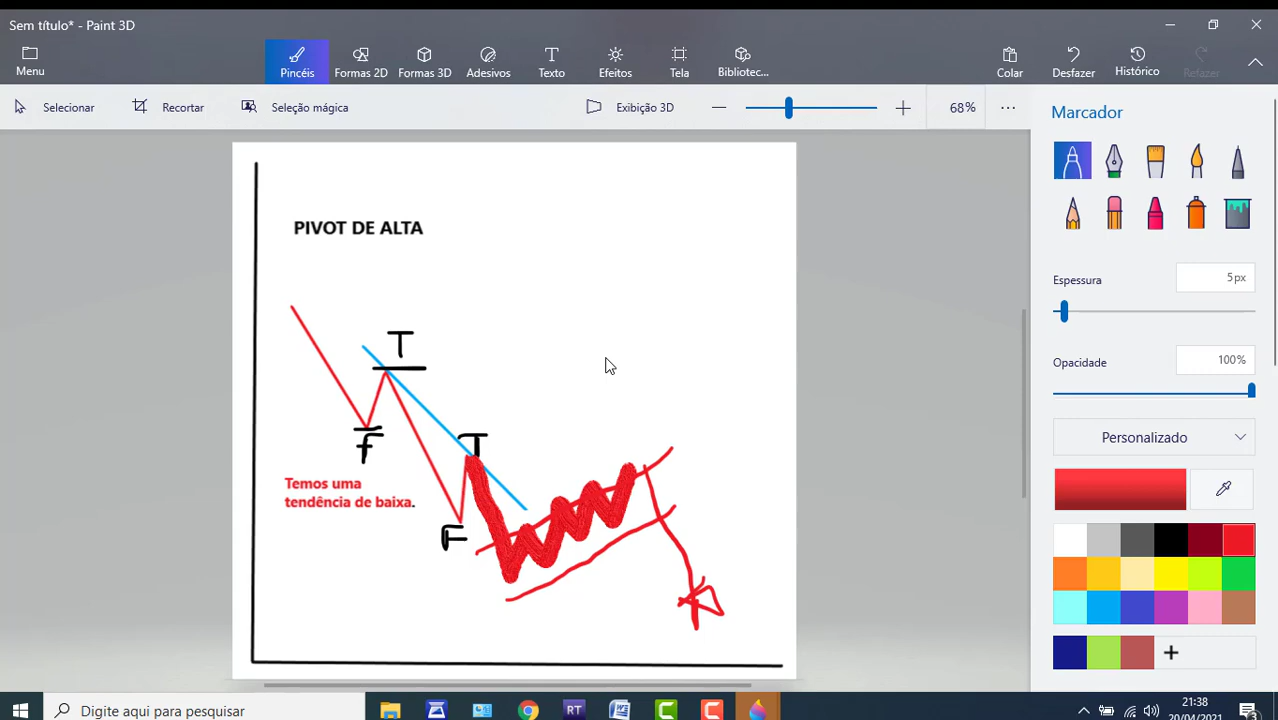 Sem título* - Paint 3D
Menu
Pincéis
Formas 2D
Formas 3D
Adesivos
Texto
Efeitos
Tela
Bibliotec...
Colar
Desfazer
Histórico
Refazer
Selecionar
Recortar
Seleção mágica
Exibição 3D
68%
Marcador
Espessura
5px
Opacidade
100%
Personalizado
PIVOT DE ALTA
T
F
T
Temos uma
tendência de baixa.
F
Digite aqui para pesquisar
RT
21:38
20/04/2021
3